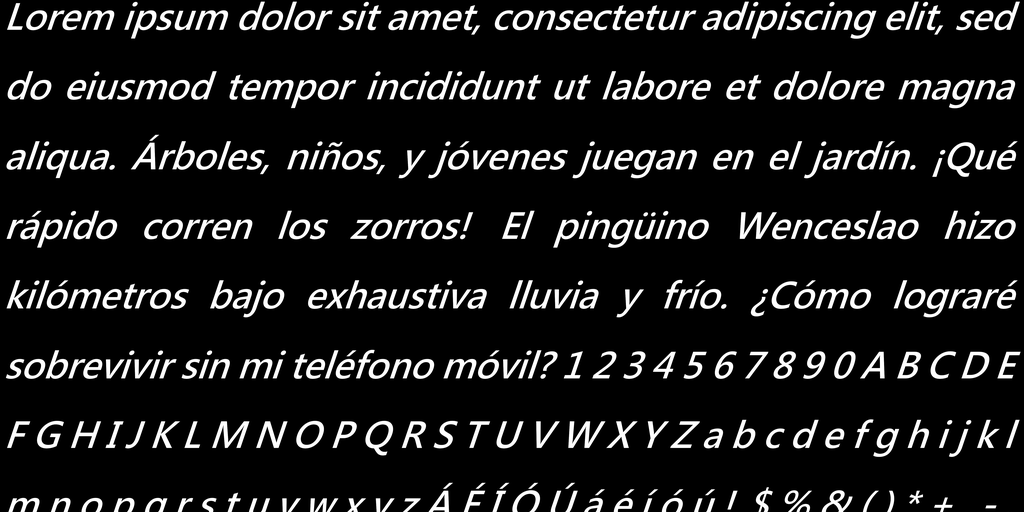 Lorem ipsum dolor sit amet, consectetur adipiscing elit, sed
do eiusmod tempor incididunt ut labore et dolore magna
aliqua. Árboles, niños, y jóvenes juegan en el jardín. ¡Qué
rápido corren los zorros! El pingüino Wenceslao hizo
kilómetros bajo exhaustiva lluvia y frío. ¿Cómo lograré
sobrevivir sin mi teléfono móvil? 1 2 3 4 5 6 7 8 9 0 A B C D E
F G H I J K L M N O P Q R S T U V W X Y Z a b c d e f g h i j k l
m n o p q r s t u v w x y z Á É Í Ó Ú á é í ó ú ! $ % & ( ) * + -